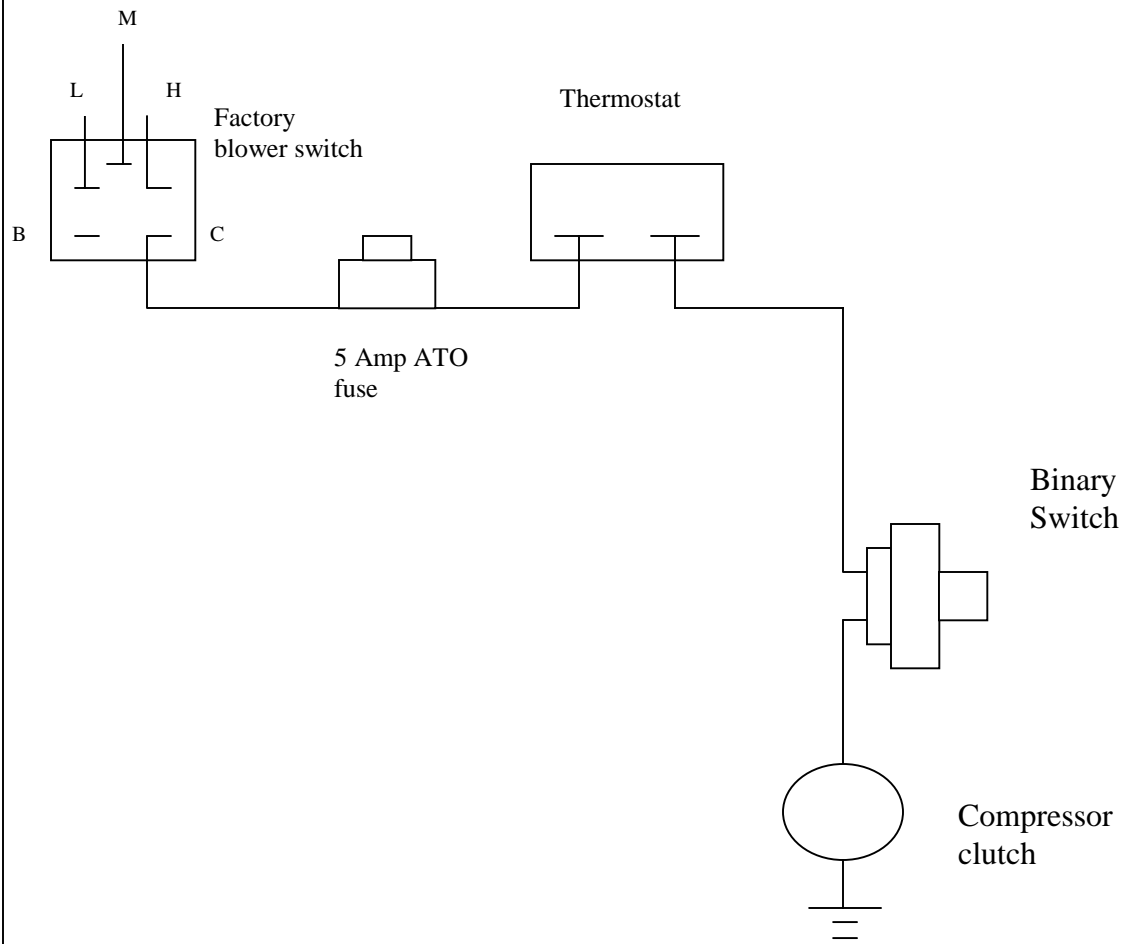 M
L
H
Factory
blower switch
Thermostat
B
C
5 Amp ATO
fuse
Binary
Switch
Compressor
clutch